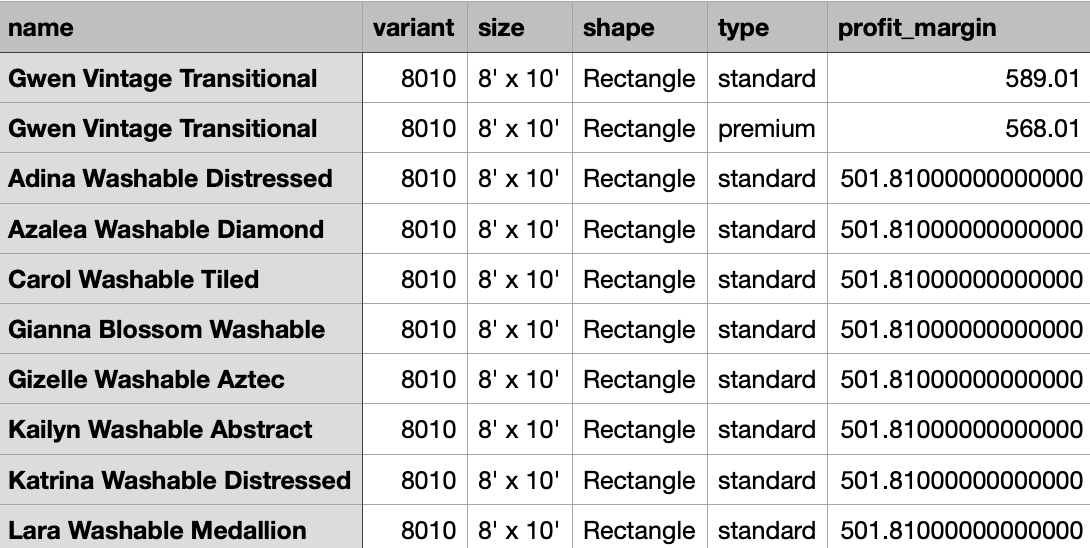 name variant size shape type profit_margin
Gwen Vintage Transitional 8010 8' x 10' Rectangle standard 589.01
Gwen Vintage Transitional 8010 8' x 10' Rectangle premium 568.01
Adina Washable Distressed 8010 8' x 10' Rectangle standard 501.81000000000000
Azalea Washable Diamond 8010 8' x 10' Rectangle standard 501.81000000000000
Carol Washable Tiled 8010 8' x 10' Rectangle standard 501.81000000000000
Gianna Blossom Washable 8010 8' x 10' Rectangle standard 501.81000000000000
Gizelle Washable Aztec 8010 8' x 10' Rectangle standard 501.81000000000000
Kailyn Washable Abstract 8010 8' x 10' Rectangle standard 501.81000000000000
Katrina Washable Distressed 8010 8' x 10' Rectangle standard 501.81000000000000
Lara Washable Medallion 8010 8' x 10' Rectangle standard 501.81000000000000